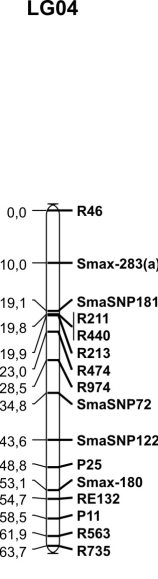 LG04
0,0 R46
10,0 Smax-283(a)
19,1 SmaSNP181
19,8 R211
R440
19,9 R213
23,0 R474
28,5 R974
34,8 SmaSNP72
43,6 SmaSNP122
48,8 P25
53,1 Smax-180
54,7 RE132
58,5 P11
61,9 R563
63,7 R735